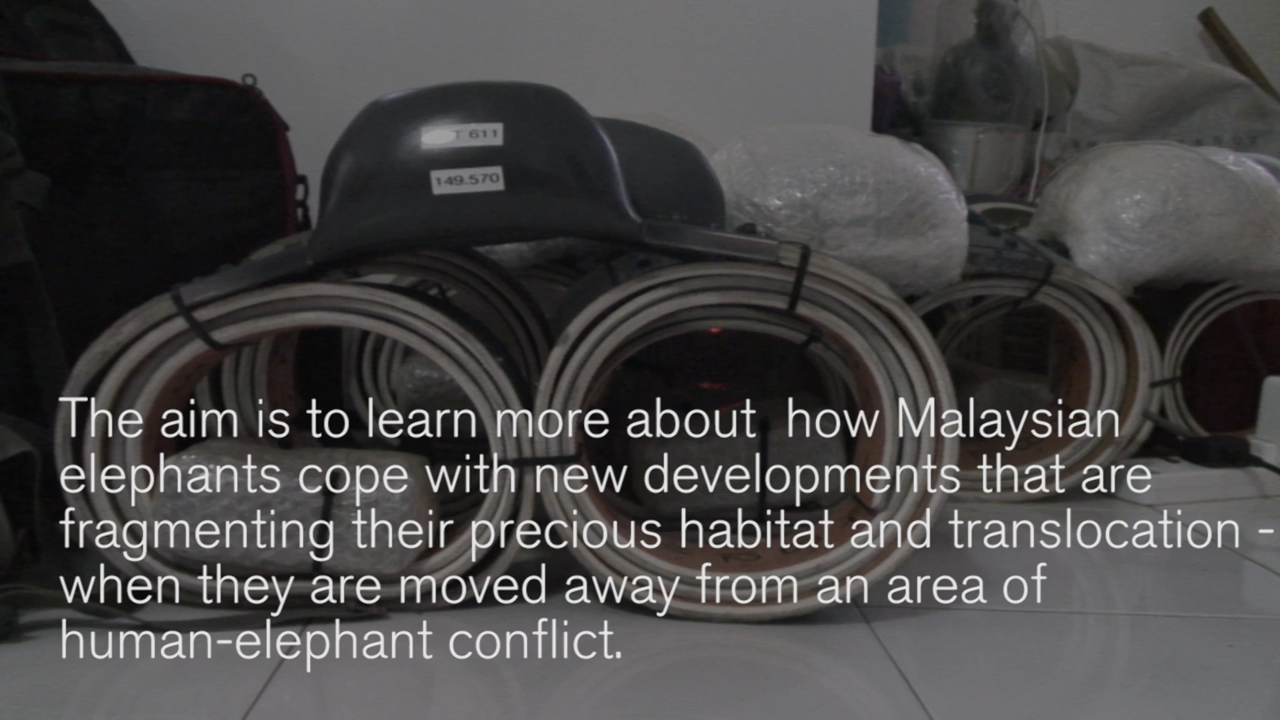 T 611
149.570
The aim is to learn more about  how Malaysian
elephants cope with new developments that are
fragmenting their precious habitat and translocation -
when they are moved away from an area of
human-elephant conflict.